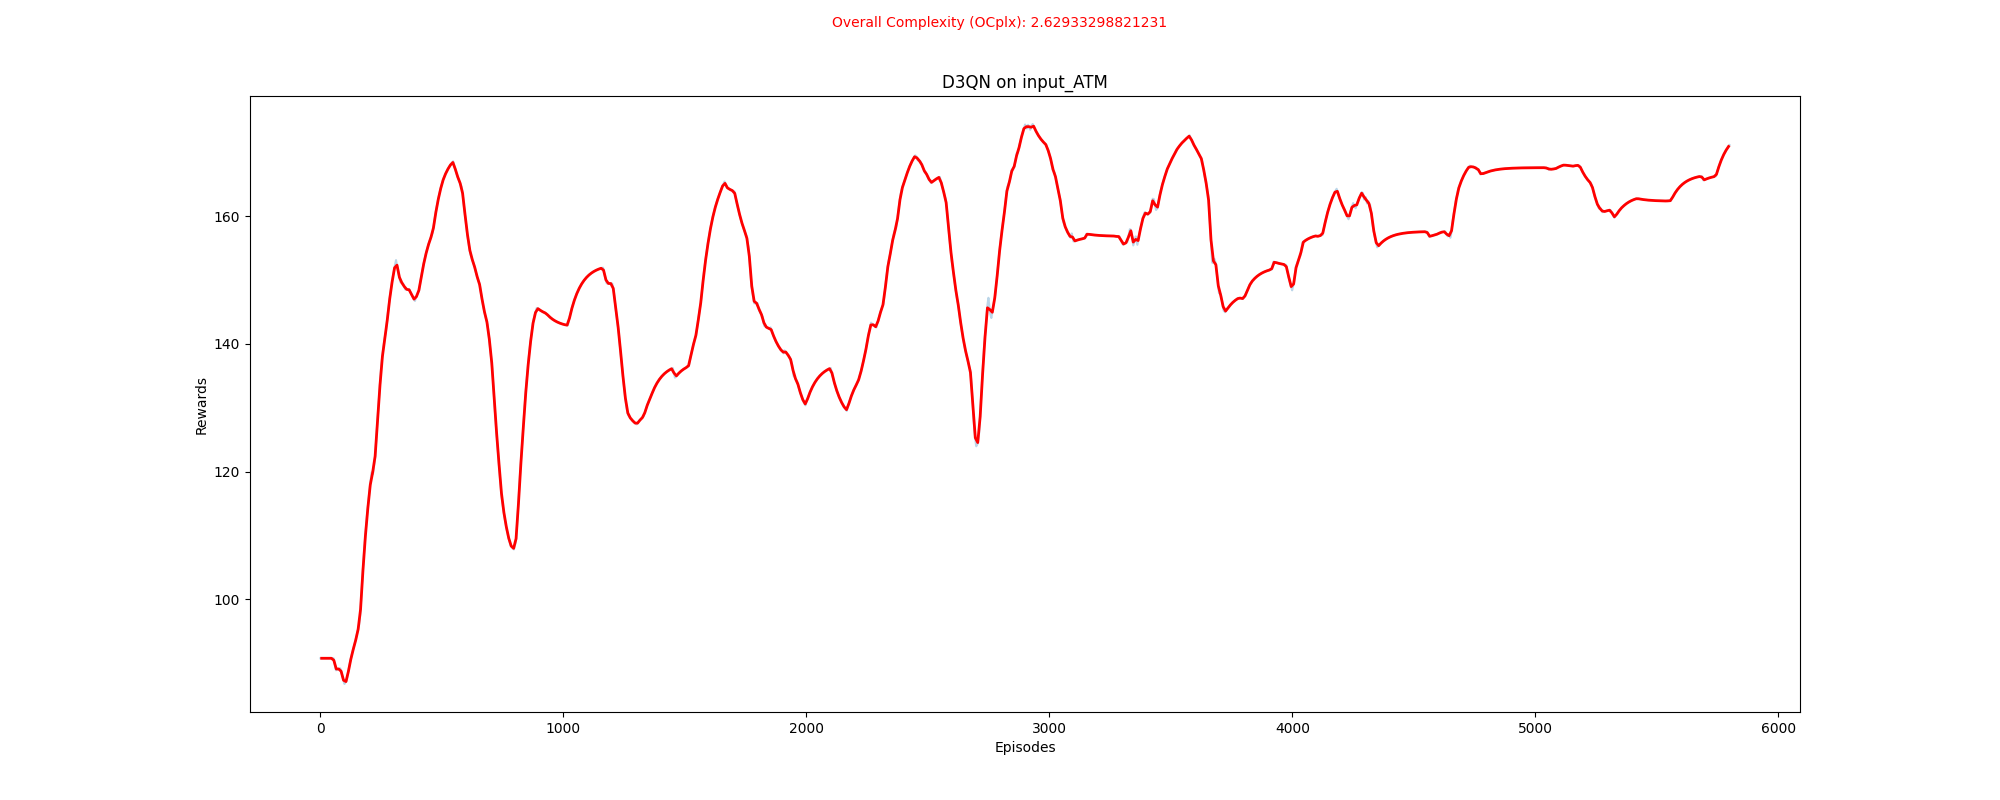 Overall Complexity (OCplx): 2.62933298821231
D3QN on input_ATM
Rewards
160
140
120
100
0 1000 2000 3000 4000 5000 6000
Episodes